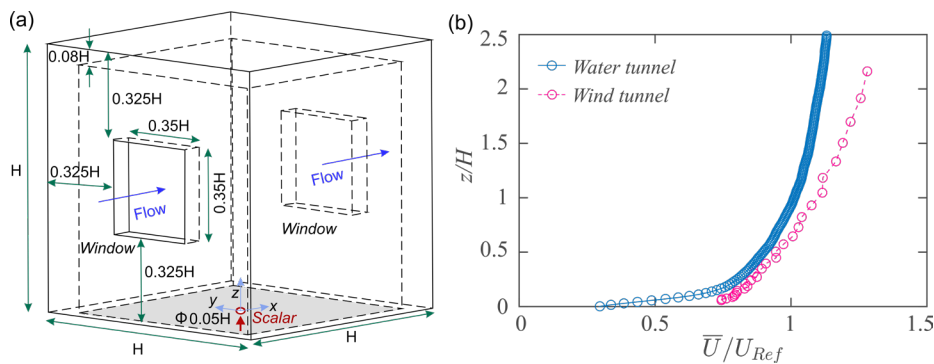 (a)
0.08H
0.325H
0.35H
H
0.325H
Flow
0.35H
Flow
Window
Window
0.325H
z
y
x
Φ0.05H
Scalar
H
H
(b)
2.5
2
1.5
1
0.5
0
z/H
Water tunnel
Wind tunnel
0
0.5
1
1.5
U̅/U_Ref